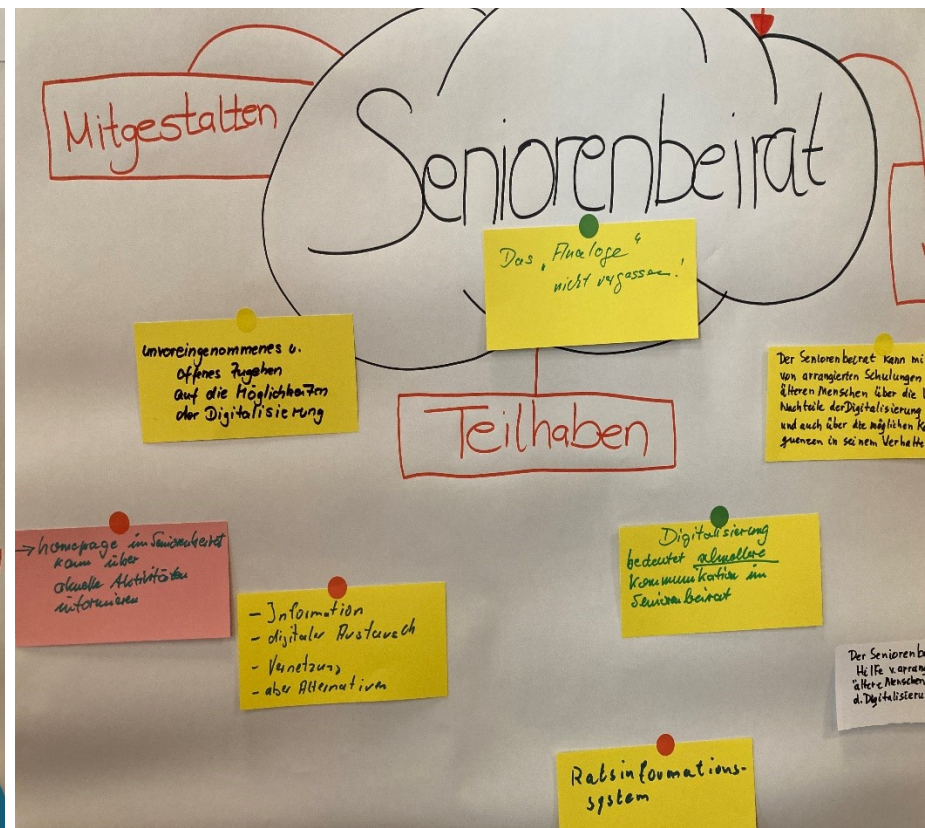 Mitgestalten
Seniorenbeirat
Das „Analoge“
nicht vergessen!
unvoreingenommenes u.
offenes Zugehen
auf die Möglichkeiten
der Digitalisierung
Teilhaben
Der Seniorenbeirat kann mi
von arrangierten Schulungen
älteren Menschen über die
Nachteile der Digitalisierung
und auch über die möglichen
quenzen in seinem Verhalte
→ homepage im Seniorenbeirat
kann über
aktuelle Aktivitäten
informieren
- Information
- digitaler Austausch
- Vernetzung
- aber Alternativen
Digitalisierung
bedeutet schnellere
Kommunikation im
Seniorenbeirat
Der Seniorenb
Hilfe v. arran
ältere Menschen
d. Digitalisieru
Ratsinformations-
system